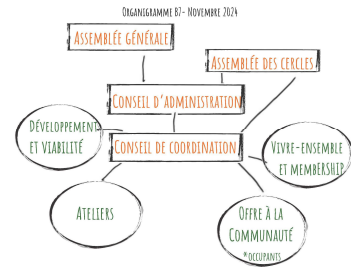 Organigramme B7- Novembre 2024
Assemblée générale
Assemblée des cercles
Conseil d'administration
Développement
et viabilité
Conseil de coordination
Vivre-ensemble
et membership
Ateliers
Offre à la
Communauté
*occupants